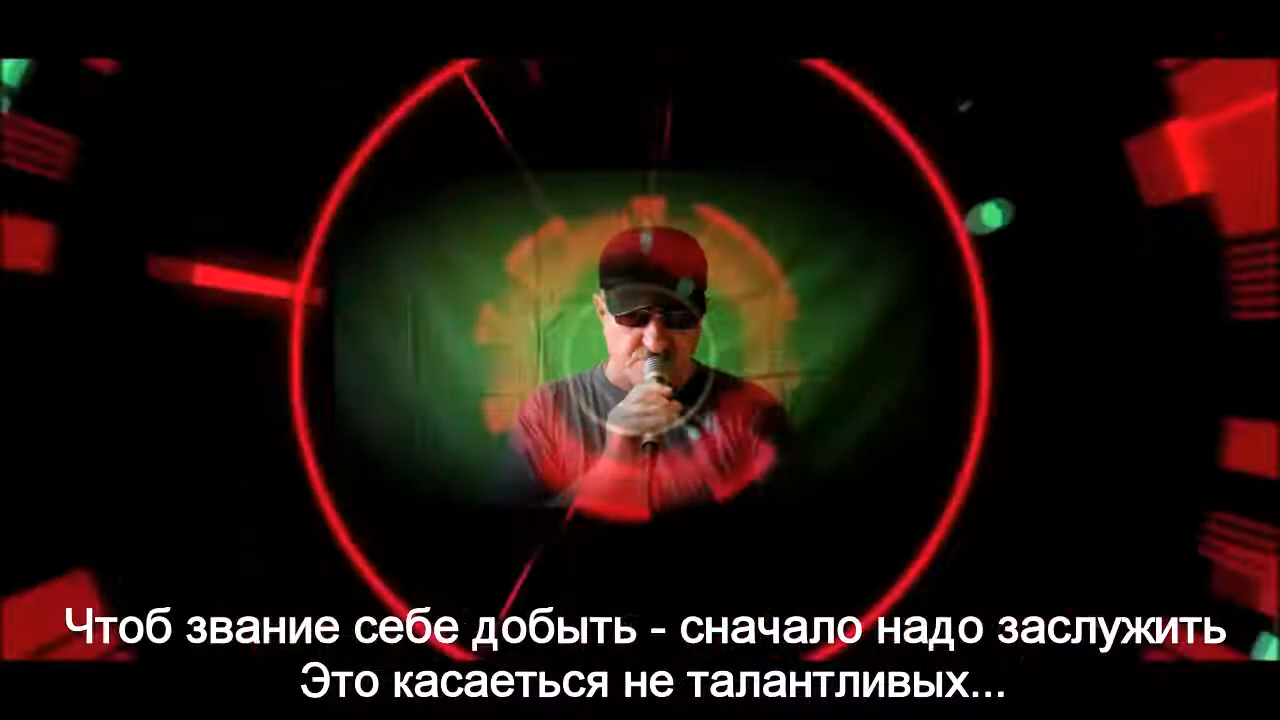 Чтоб звание себе добыть - сначало надо заслужить
Это касаеться не талантливых...